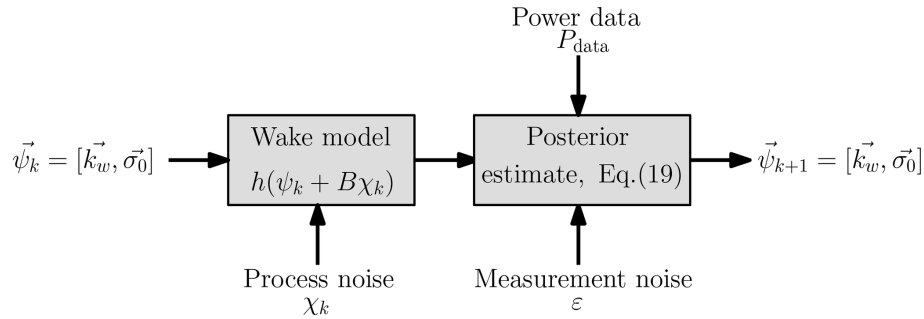 Power data
P_data
ψ⃗_k = [k⃗_w, σ⃗_0]
Wake model
h(ψ_k + Bχ_k)
Posterior
estimate, Eq.(19)
ψ⃗_{k+1} = [k⃗_w, σ⃗_0]
Process noise
χ_k
Measurement noise
ε